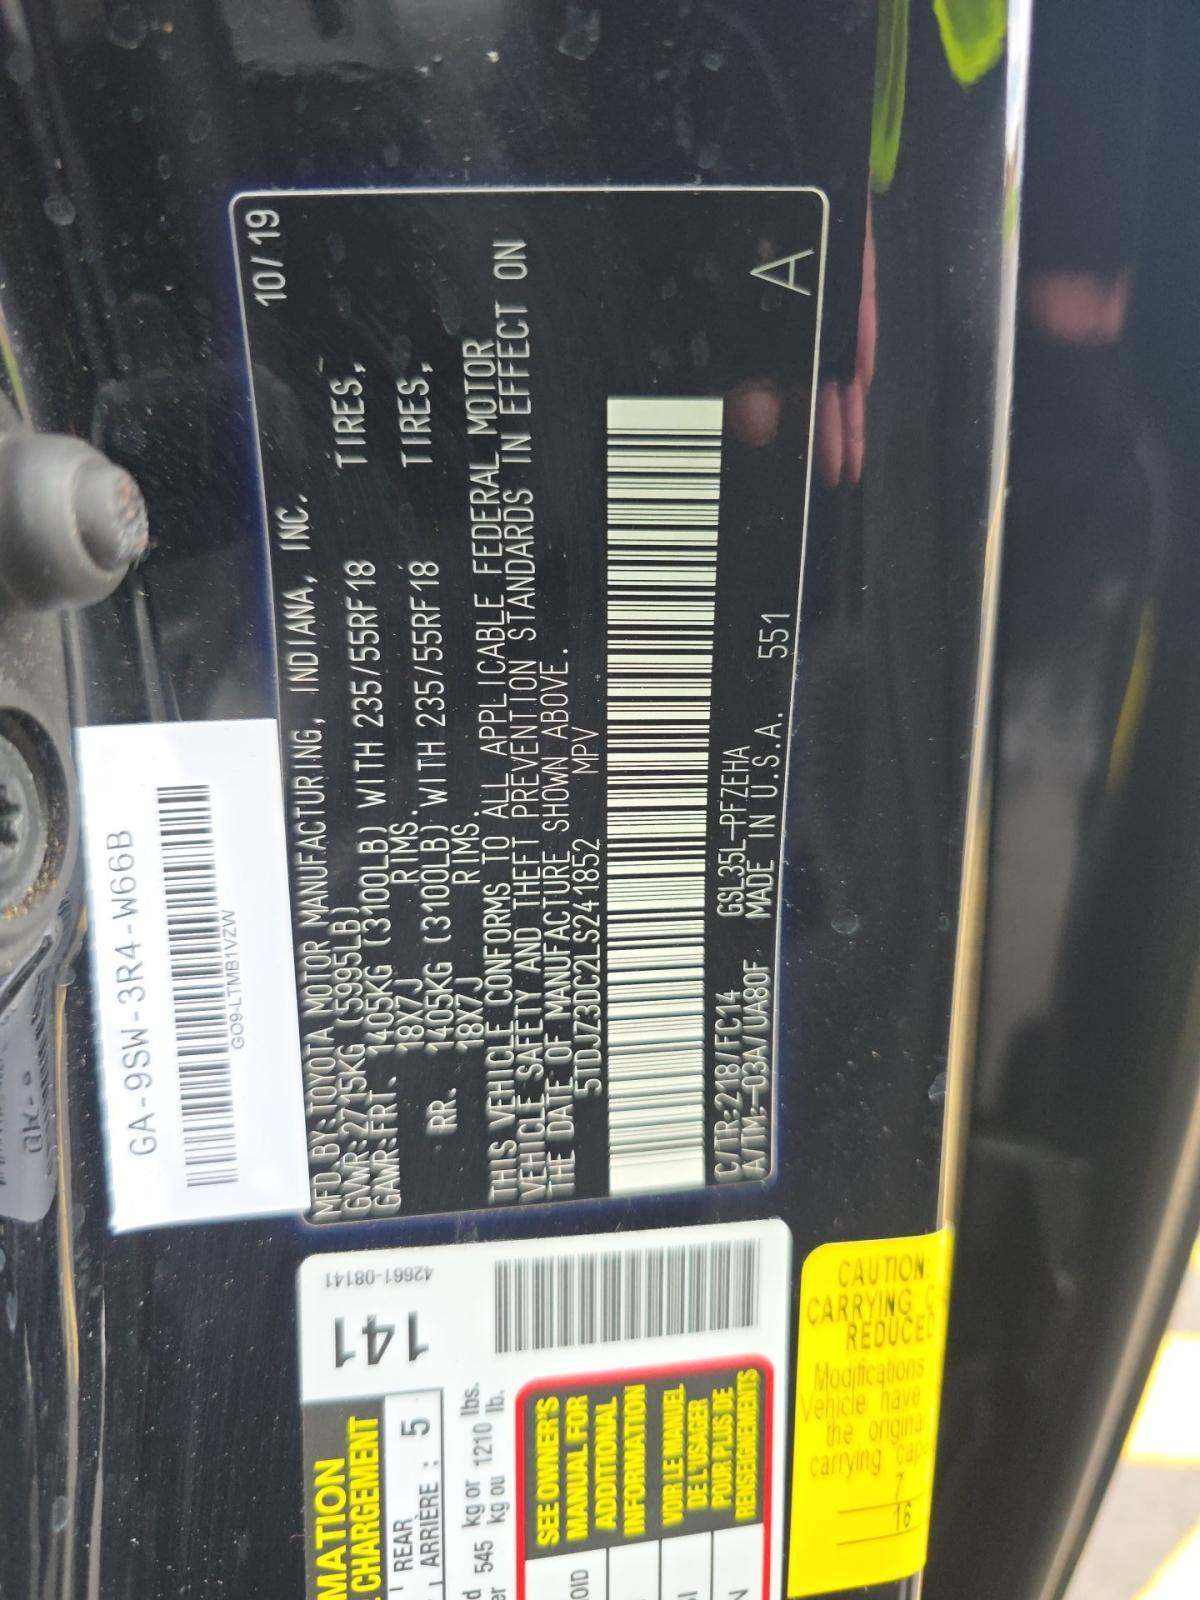 GA-9SW-3R4-W66B
GO9-LTMB1VZW
10/19
MFD.BY:TOYOTA MOTOR MANUFACTURING, INDIANA, INC.
GVWR:2715KG (5995LB)
GAWR:FRT. 1405KG (3100LB) WITH 235/55RF18 TIRES,
18X7J RIMS.
RR. 1405KG (3100LB) WITH 235/55RF18 TIRES,
18X7J RIMS.
THIS VEHICLE CONFORMS TO ALL APPLICABLE FEDERAL MOTOR
VEHICLE SAFETY AND THEFT PREVENTION STANDARDS IN EFFECT ON
THE DATE OF MANUFACTURE SHOWN ABOVE.
5TDJZ3DC2LS241852 MPV
C/TR:218/FC14 GSL35L-PFZEHA
A/TM:-03A/UA80F MADE IN U.S.A. 551
A
42661-08141
141
MATION
CHARGEMENT
REAR
ARRIÈRE : 5
545 kg or 1210 lbs.
kg ou 1210 lb.
SEE OWNER'S
MANUAL FOR
ADDITIONAL
INFORMATION
VOIR LE MANUEL
DE L'USAGER
POUR PLUS DE
RENSEIGNEMENTS
CAUTION:
CARRYING
REDUCED
Modifications
Vehicle have
the original
carrying
7
16